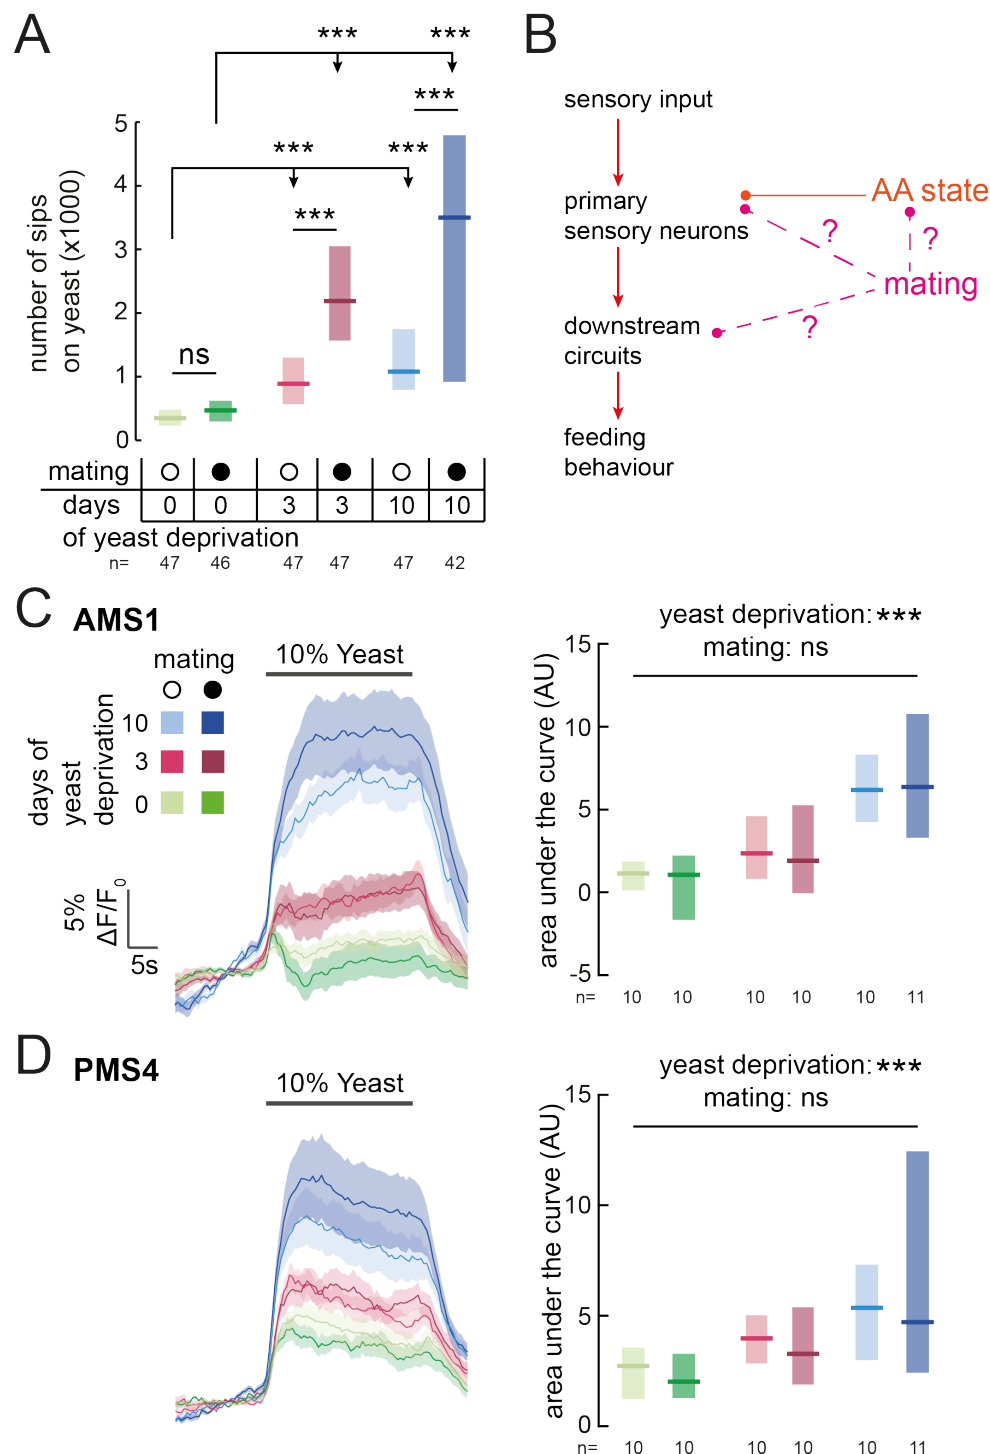 A
***
***
***
5
***
***
4
***
3
number of sips
on yeast (x1000)
2
ns
1
0
mating
days 0 0 3 3 10 10
of yeast deprivation
n= 47 46 47 47 47 42
B
sensory input
primary
sensory neurons
AA state
?
?
mating
downstream
circuits
?
feeding
behaviour
C
AMS1
mating
days of
yeast
deprivation
10
3
0
10% Yeast
5%
ΔF/F0
5s
yeast deprivation: ***
mating: ns
15
10
5
0
-5
area under the curve (AU)
n= 10 10 10 10 10 11
D
PMS4
10% Yeast
yeast deprivation: ***
mating: ns
15
10
5
0
area under the curve (AU)
n= 10 10 10 10 10 11